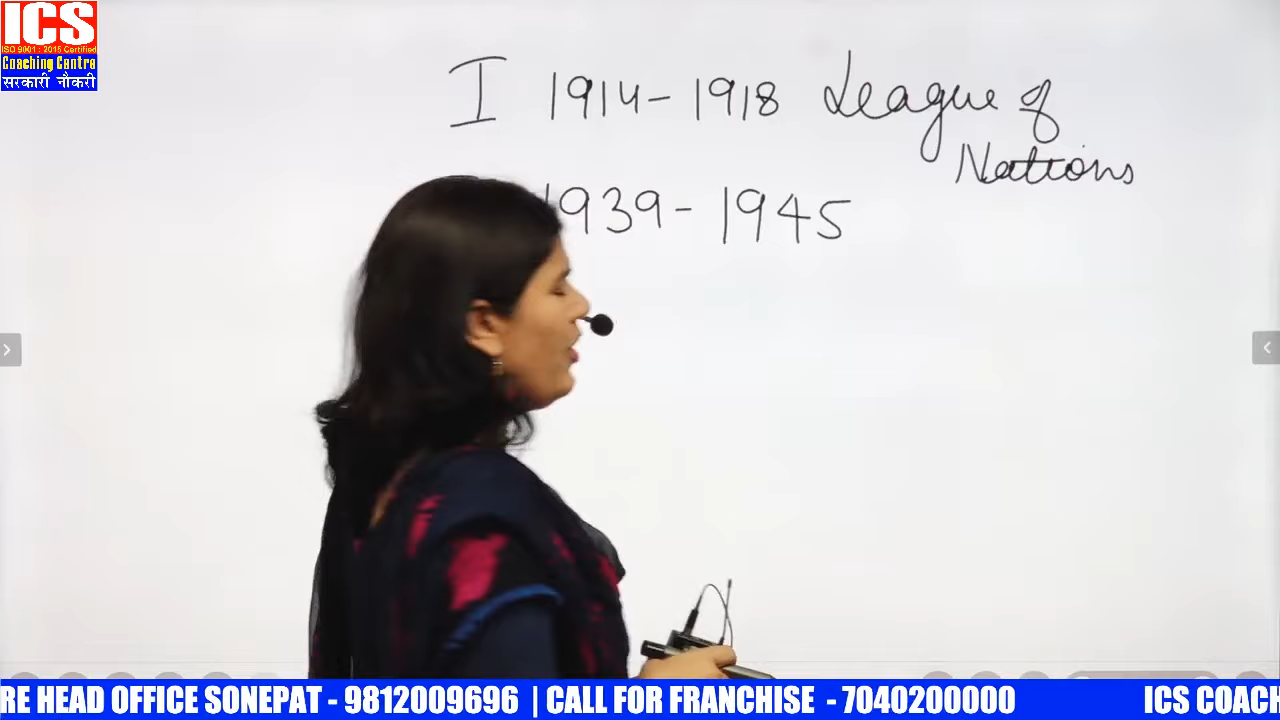 ICS
ISO 9001 : 2015 Certified
Coaching Centre
सरकारी नौकरी
I 1914 - 1918 League of
Nations
1939 - 1945
RE HEAD OFFICE SONEPAT - 9812009696 | CALL FOR FRANCHISE - 7040200000 ICS COACH